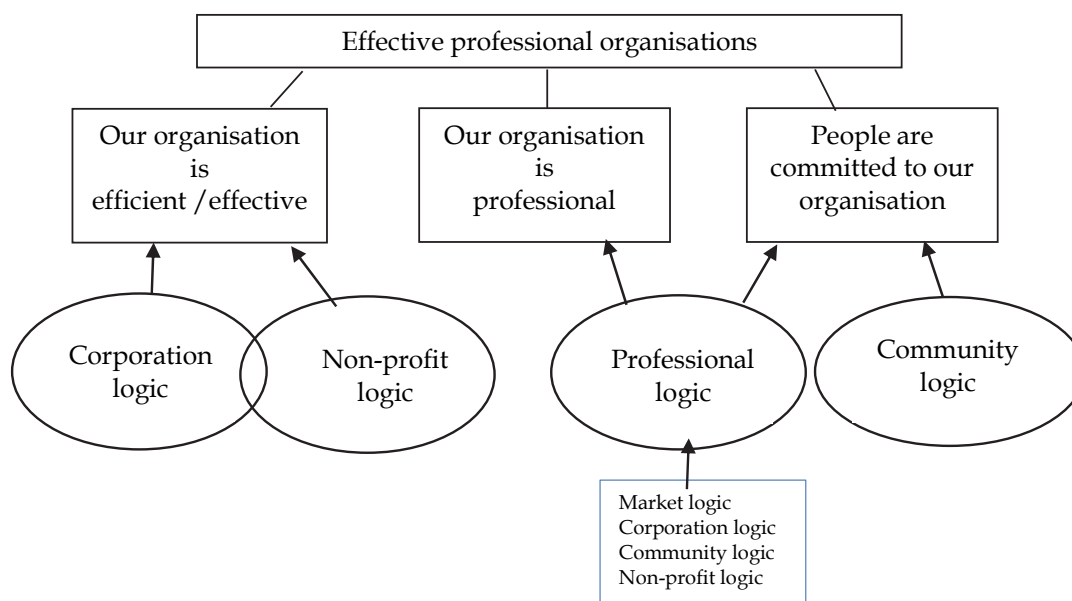 Effective professional organisations
Our organisation
is
efficient /effective
Our organisation
is
professional
People are
committed to our
organisation
Corporation
logic
Non-profit
logic
Professional
logic
Community
logic
Market logic
Corporation logic
Community logic
Non-profit logic